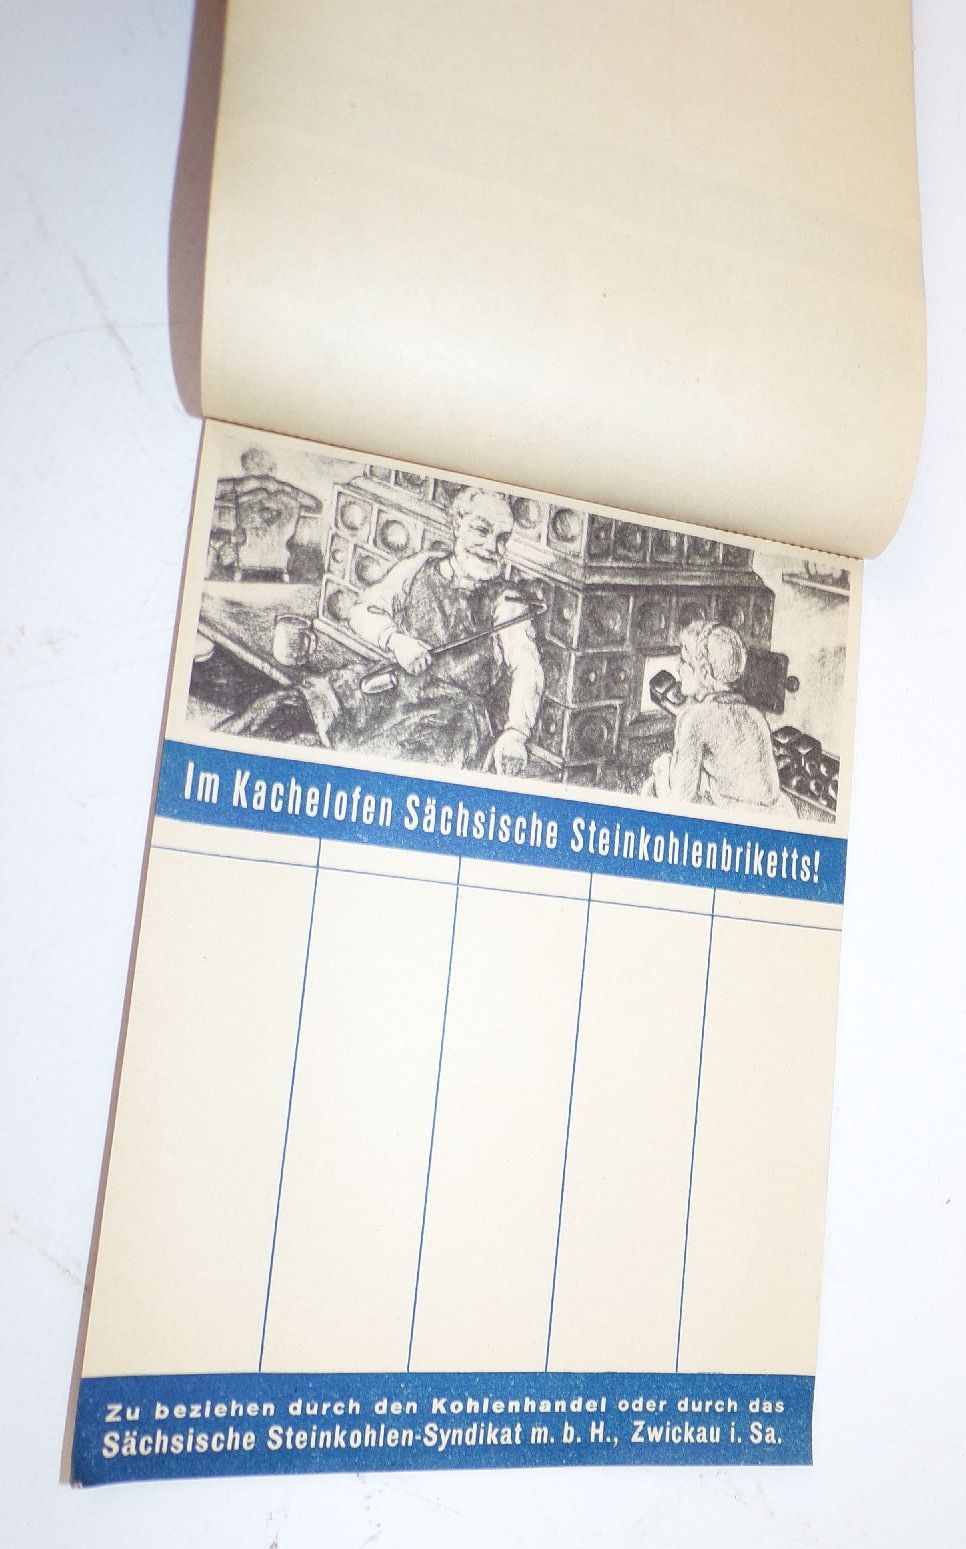 Im Kachelofen Sächsische Steinkohlenbriketts!
Zu beziehen durch den Kohlenhandel oder durch das
Sächsische Steinkohlen-Syndikat m. b. H., Zwickau i. Sa.